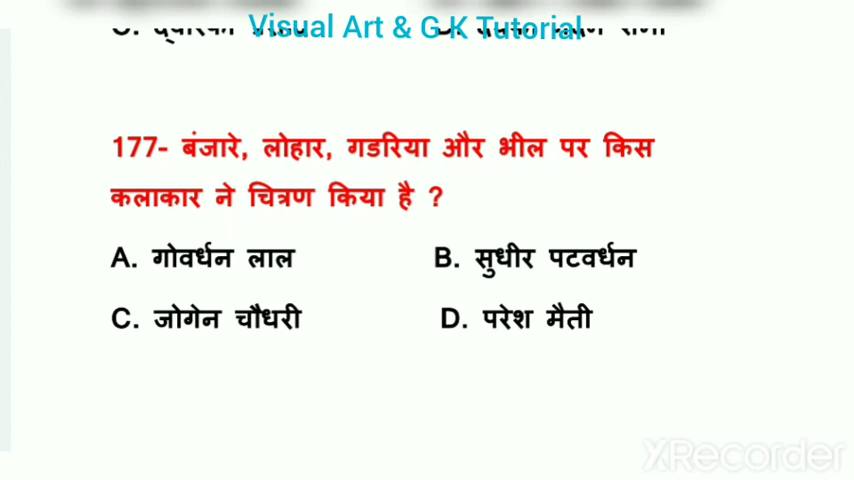 Visual Art & G K Tutorial
177- बंजारे, लोहार, गडरिया और भील पर किस
कलाकार ने चित्रण किया है ?
A. गोवर्धन लाल B. सुधीर पटवर्धन
C. जोगेन चौधरी D. परेश मैती
XRecorder